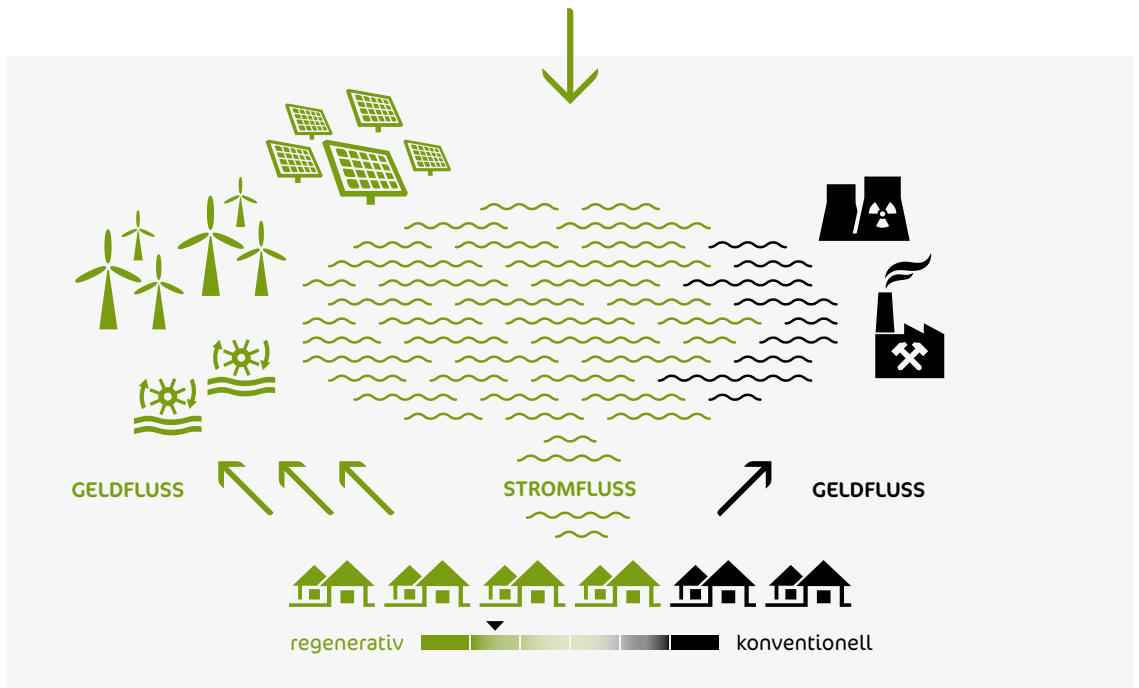 GELDFLUSS
STROMFLUSS
GELDFLUSS
regenerativ
konventionell